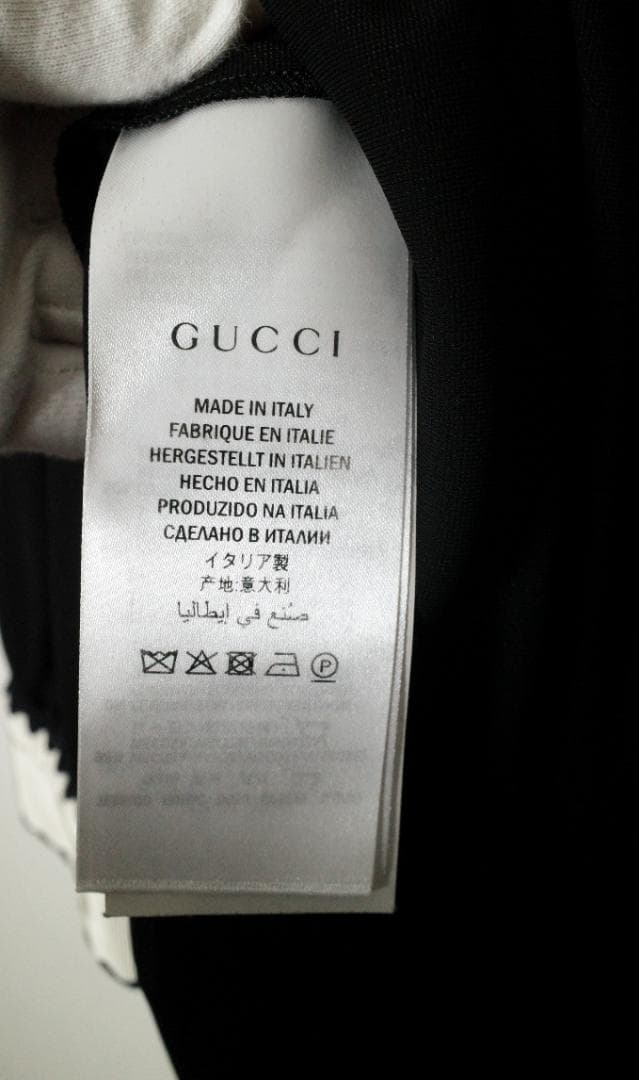 GUCCI
MADE IN ITALY
FABRIQUE EN ITALIE
HERGESTELLT IN ITALIEN
HECHO EN ITALIA
PRODUZIDO NA ITALIA
СДЕЛАНО В ИТАЛИИ
イタリア製
产地:意大利
صُنع في إيطاليا
P